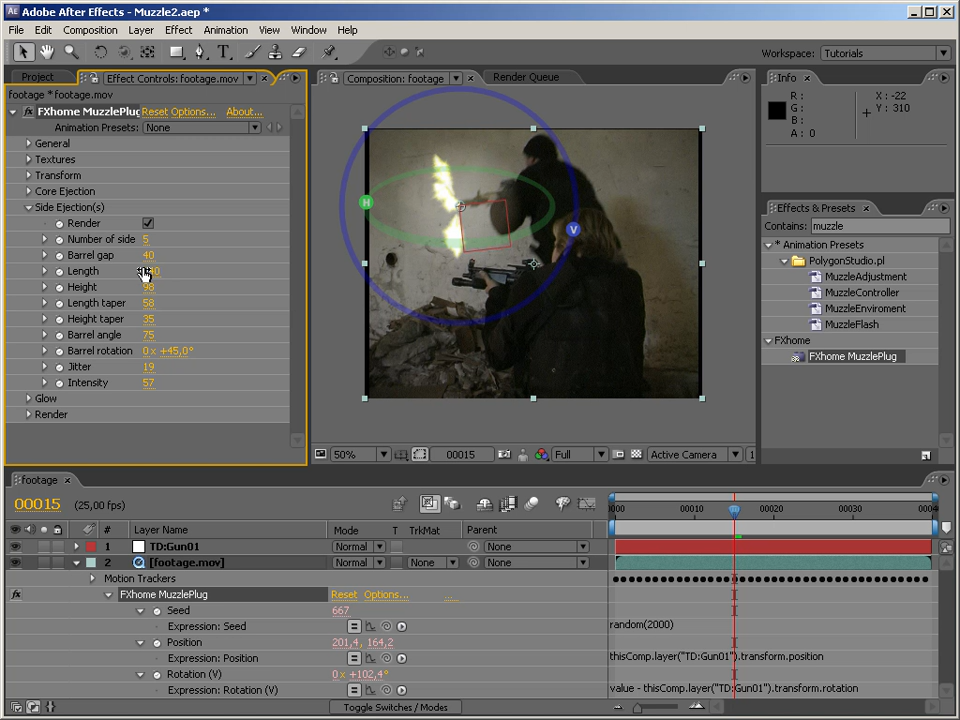 Adobe After Effects - Muzzle2.aep *
File Edit Composition Layer Effect Animation View Window Help
Workspace: Tutorials
Project Effect Controls: footage.mov
Composition: footage Render Queue
Info
footage * footage.mov
FXhome MuzzlePlug Reset Options... About...
Animation Presets: None
General
Textures
Transform
Core Ejection
Side Ejection(s)
Render
Number of side 5
Barrel gap 40
Length
Height 98
Length taper 58
Height taper 35
Barrel angle 75
Barrel rotation 0 x +45,0°
Jitter 19
Intensity 57
Glow
Render
H
V
R :
G :
B :
A : 0
X : -22
Y : 310
Effects & Presets
Contains: muzzle
* Animation Presets
PolygonStudio.pl
MuzzleAdjustment
MuzzleController
MuzzleEnviroment
MuzzleFlash
FXhome
FXhome MuzzlePlug
50% 00015 Full Active Camera 1
footage
00015 (25,00 fps)
0000 00010 00020 00030 0004
# Layer Name Mode T TrkMat Parent
1 TD:Gun01 Normal None
2 [footage.mov] Normal None None
Motion Trackers
FXhome MuzzlePlug Reset Options... ...
Seed 667
Expression: Seed random(2000)
Position 201,4, 164,2
Expression: Position thisComp.layer("TD:Gun01").transform.position
Rotation (V) 0 x +102,4°
Expression: Rotation (V) value - thisComp.layer("TD:Gun01").transform.rotation
Toggle Switches / Modes